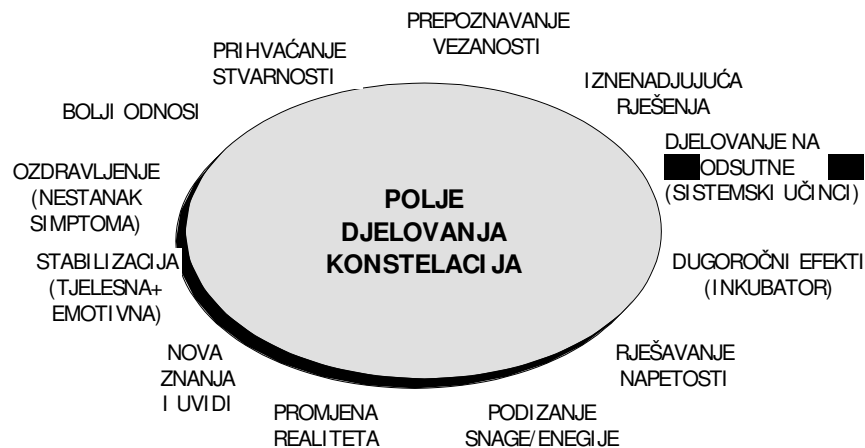 PREPOZNAVANJE
VEZANOSTI
PRIHVAĆANJE
STVARNOSTI
IZNENADJUJUĆA
RJEŠENJA
BOLJI ODNOSI
DJELOVANJE NA
ODSUTNE
(SISTEMSKI UČINCI)
OZDRAVLJENJE
(NESTANAK
SIMPTOMA)
POLJE
DJELOVANJA
KONSTELACIJA
STABILIZACIJA
(TJELESNA+
EMOTIVNA)
DUGOROČNI EFEKTI
(INKUBATOR)
NOVA
ZNANJA
I UVIDI
RJEŠAVANJE
NAPETOSTI
PROMJENA
REALITETA
PODIZANJE
SNAGE/ENEGIJE